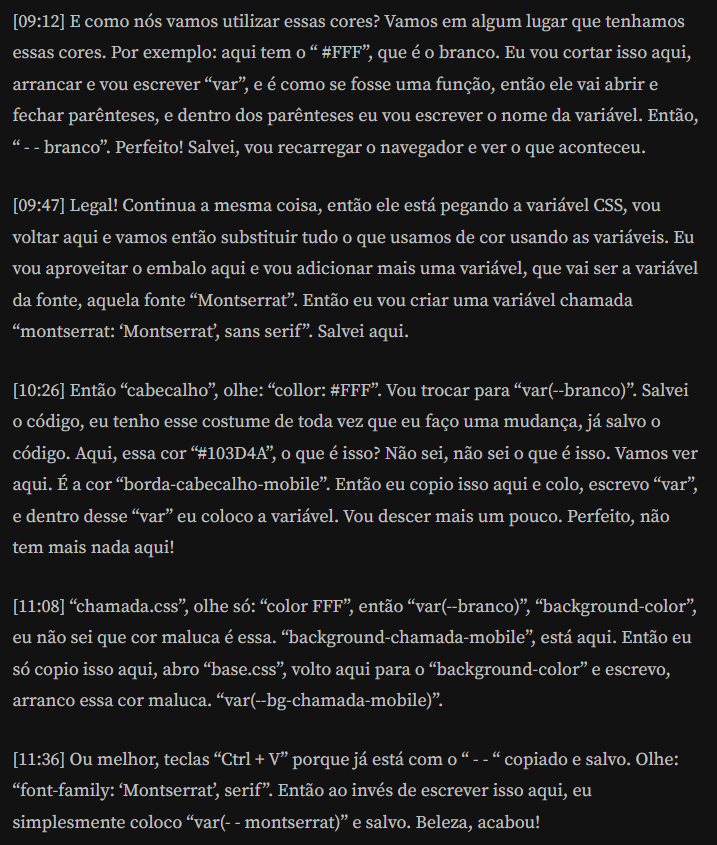 [09:12] E como nós vamos utilizar essas cores? Vamos em algum lugar que tenhamos
essas cores. Por exemplo: aqui tem o “ #FFF”, que é o branco. Eu vou cortar isso aqui,
arrancar e vou escrever “var”, e é como se fosse uma função, então ele vai abrir e
fechar parênteses, e dentro dos parênteses eu vou escrever o nome da variável. Então,
“ - - branco”. Perfeito! Salvei, vou recarregar o navegador e ver o que aconteceu.
[09:47] Legal! Continua a mesma coisa, então ele está pegando a variável CSS, vou
voltar aqui e vamos então substituir tudo o que usamos de cor usando as variáveis. Eu
vou aproveitar o embalo aqui e vou adicionar mais uma variável, que vai ser a variável
da fonte, aquela fonte “Montserrat”. Então eu vou criar uma variável chamada
“montserrat: ‘Montserrat’, sans serif”. Salvei aqui.
[10:26] Então “cabecalho”, olhe: “collor: #FFF”. Vou trocar para “var(--branco)”. Salvei
o código, eu tenho esse costume de toda vez que eu faço uma mudança, já salvo o
código. Aqui, essa cor “#103D4A”, o que é isso? Não sei, não sei o que é isso. Vamos ver
aqui. É a cor “borda-cabecalho-mobile”. Então eu copio isso aqui e colo, escrevo “var”,
e dentro desse “var” eu coloco a variável. Vou descer mais um pouco. Perfeito, não
tem mais nada aqui!
[11:08] “chamada.css”, olhe só: “color FFF”, então “var(--branco)”, “background-color”,
eu não sei que cor maluca é essa. “background-chamada-mobile”, está aqui. Então eu
só copio isso aqui, abro “base.css”, volto aqui para o “background-color” e escrevo,
arranco essa cor maluca. “var(--bg-chamada-mobile)”.
[11:36] Ou melhor, teclas “Ctrl + V” porque já está com o “ - - “ copiado e salvo. Olhe:
“font-family: ‘Montserrat’, serif”. Então ao invés de escrever isso aqui, eu
simplesmente coloco “var(- - montserrat)” e salvo. Beleza, acabou!